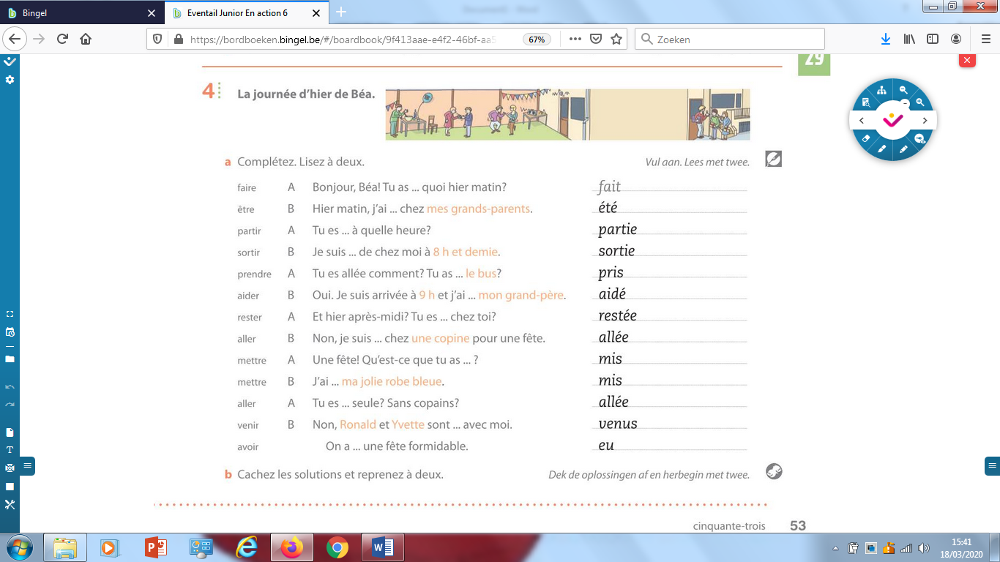 Bingel
Eventail Junior En action 6
https://bordboeken.bingel.be/#/boardbook/9f413aae-e4f2-46bf-aa5
67%
Zoeken
29
4 La journée d'hier de Béa.
a Complétez. Lisez à deux. Vul aan. Lees met twee.
faire A Bonjour, Béa! Tu as ... quoi hier matin? fait
être B Hier matin, j'ai ... chez mes grands-parents. été
partir A Tu es ... à quelle heure? partie
sortir B Je suis ... de chez moi à 8 h et demie. sortie
prendre A Tu es allée comment? Tu as ... le bus? pris
aider B Oui. Je suis arrivée à 9 h et j'ai ... mon grand-père. aidé
rester A Et hier après-midi? Tu es ... chez toi? restée
aller B Non, je suis ... chez une copine pour une fête. allée
mettre A Une fête! Qu'est-ce que tu as ... ? mis
mettre B J'ai ... ma jolie robe bleue. mis
aller A Tu es ... seule? Sans copains? allée
venir B Non, Ronald et Yvette sont ... avec moi. venus
avoir On a ... une fête formidable. eu
b Cachez les solutions et reprenez à deux. Dek de oplossingen af en herbegin met twee.
cinquante-trois 53
15:41
18/03/2020